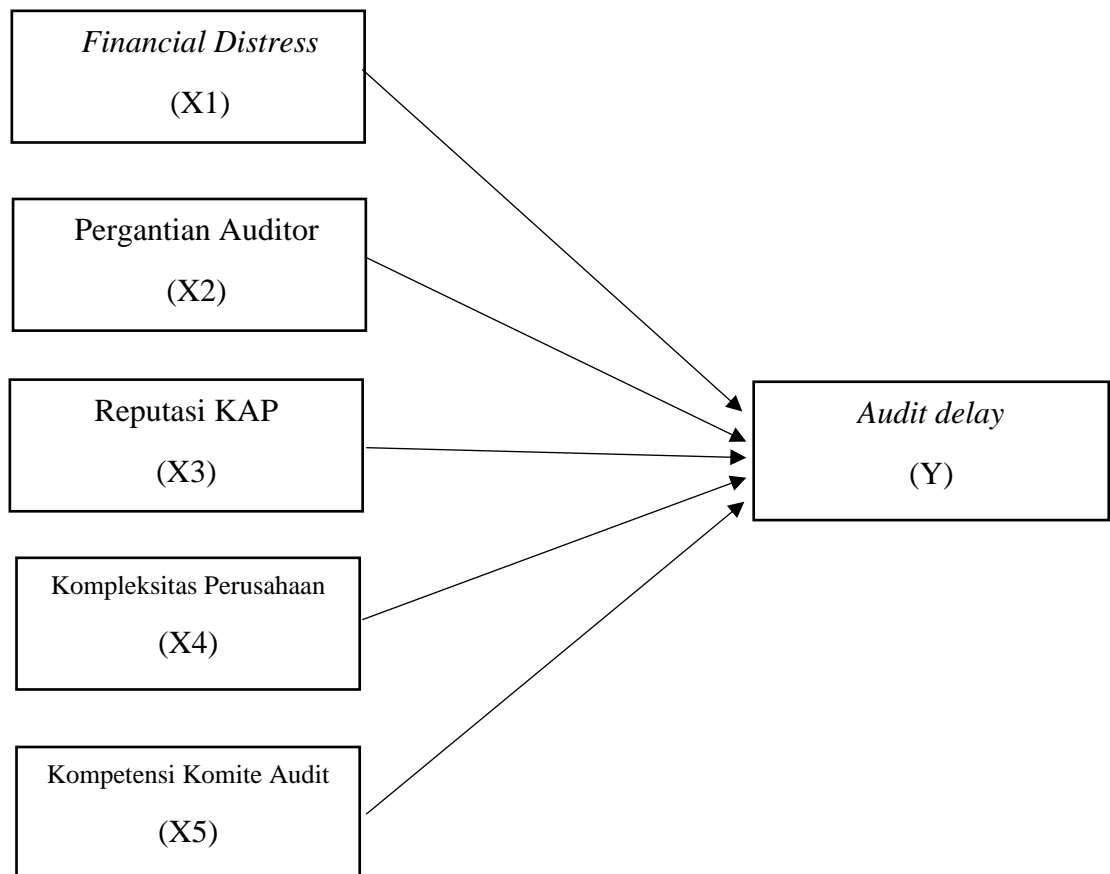 Financial Distress
(X1)
Pergantian Auditor
(X2)
Reputasi KAP
(X3)
Kompleksitas Perusahaan
(X4)
Kompetensi Komite Audit
(X5)
Audit delay
(Y)